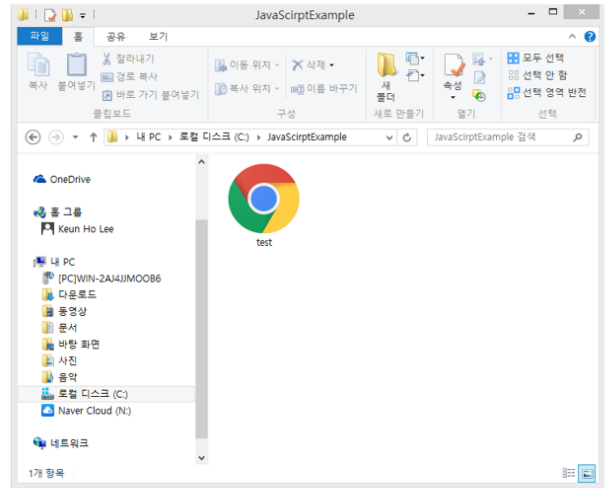 JavaScirptExample
파일 홈 공유 보기
복사
붙여넣기
잘라내기
경로 복사
바로 가기 붙여넣기
클립보드
이동 위치
복사 위치
삭제
이름 바꾸기
구성
새
폴더
새로 만들기
속성
열기
모두 선택
선택 안 함
선택 영역 반전
선택
내 PC 로컬 디스크 (C:) JavaScirptExample
JavaScirptExample 검색
OneDrive
홈 그룹
Keun Ho Lee
내 PC
[PC]WIN-2AJ4JJMOOB6
다운로드
동영상
문서
바탕 화면
사진
음악
로컬 디스크 (C:)
Naver Cloud (N:)
네트워크
test
1개 항목